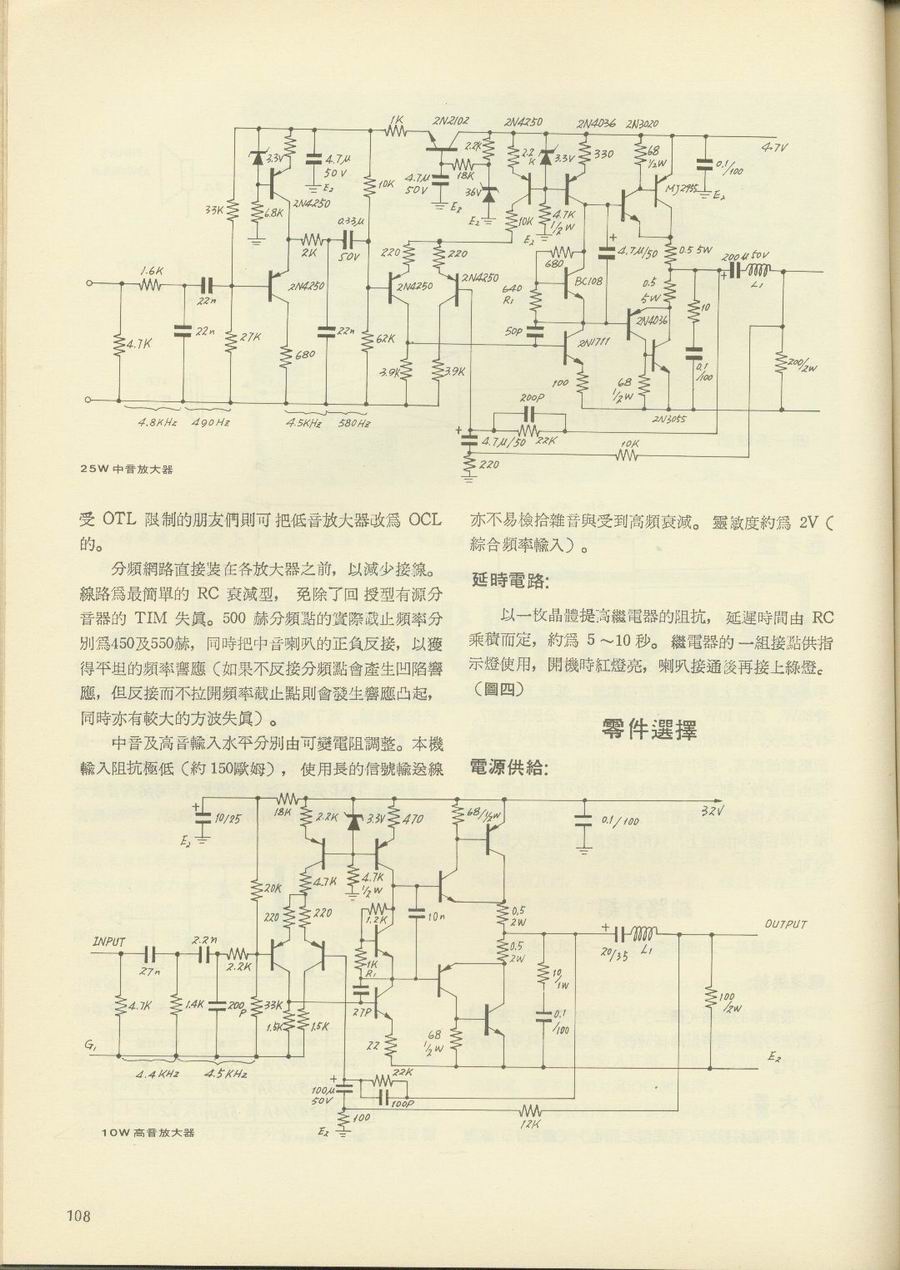 1K
2N2102
2N4250
2N4036
2N3020
47V
3.3V
4.7μ
50V
E2
2N4250
33K
6.8K
10K
4.7μ
50V
E2
18K
2.2K
36V
E2
2.2K
3.3V
330
68
1/2W
MJ2955
0.1/100
E2
10K
4.7K
1/2W
E2
0.33μ
50V
2K
220
220
680
4.7μ/50
0.5 5W
200μ 50V
L1
1.6K
22n
2N4250
2N4250
2N4250
640
R1
BC108
0.5
5W
10
4.7K
22n
27K
680
22n
62K
50P
2N1711
2N4036
0.1
/100
200/2W
3.9K
3.9K
100
68
1/2W
2N3055
4.8KHz
490Hz
4.5KHz
580Hz
200P
4.7μ/50
22K
10K
220
25W 中音放大器
受 OTL 限制的朋友們則可把低音放大器改爲 OCL
的。
分頻網路直接裝在各放大器之前，以減少接線。
線路爲最簡單的 RC 衰減型， 免除了回授型有源分
音器的 TIM 失眞。500 赫分頻點的實際截止頻率分
別爲450及550赫，同時把中音喇叭的正負反接，以獲
得平坦的頻率響應（如果不反接分頻點會產生凹陷響
應，但反接而不拉開頻率截止點則會發生響應凸起，
同時亦有較大的方波失眞）。
中音及高音輸入水平分別由可變電阻調整。本機
輸入阻抗極低（約150歐姆）， 使用長的信號輸送線
亦不易檢拾雜音與受到高頻衰減。靈敏度約爲 2V（
綜合頻率輸入）。
延時電路:
以一枚晶體提高繼電器的阻抗， 延遲時間由 RC
乘積而定，約爲 5～10 秒。繼電器的一組接點供指
示燈使用，開機時紅燈亮，喇叭接通後再接上綠燈。
（圖四）
零件選擇
電源供給:
10/25
E2
18K
2.2K
3.3V
470
68/1/2W
0.1/100
32V
20K
4.7K
4.7K
1/2W
10n
220
220
1.2K
0.5
2W
INPUT
27n
2.2n
2.2K
1K
R1
0.5
2W
20/35
L1
OUTPUT
4.7K
1.4K
200
P
33K
1.5K
1.5K
27P
22
68
1/2W
10/1W
0.1
/100
100
/2W
G1
4.4KHz
4.5KHz
E2
100μ
50V
22K
100P
100
E2
12K
10W 高音放大器
108